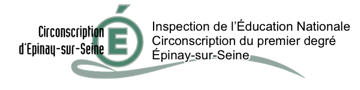 Circonscription
d'Epinay-sur-Seine
É
Inspection de l'Éducation Nationale
Circonscription du premier degré
Épinay-sur-Seine